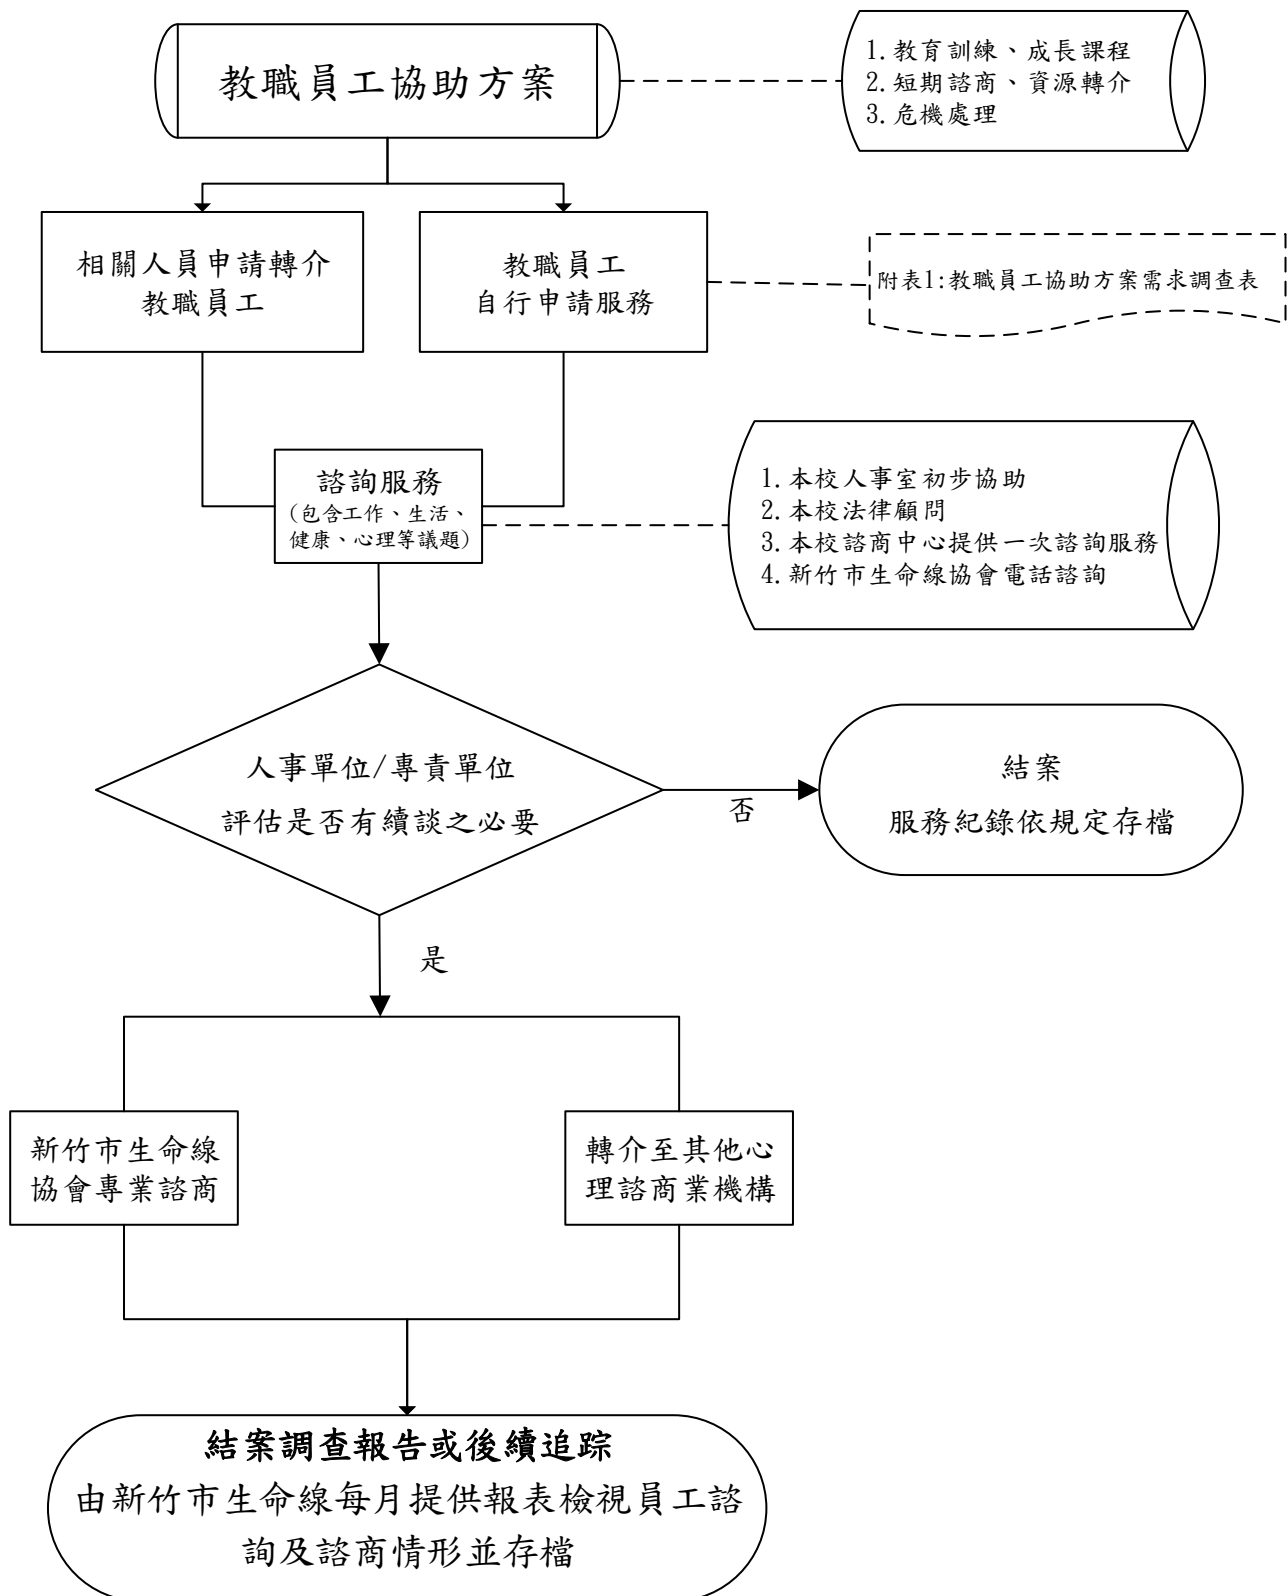 教職員工協助方案
1.教育訓練、成長課程
2.短期諮商、資源轉介
3.危機處理
相關人員申請轉介
教職員工
教職員工
自行申請服務
附表1:教職員工協助方案需求調查表
諮詢服務
(包含工作、生活、
健康、心理等議題)
1.本校人事室初步協助
2.本校法律顧問
3.本校諮商中心提供一次諮詢服務
4.新竹市生命線協會電話諮詢
人事單位/專責單位
評估是否有續談之必要
否
結案
服務紀錄依規定存檔
是
新竹市生命線
協會專業諮商
轉介至其他心
理諮商業機構
結案調查報告或後續追踪
由新竹市生命線每月提供報表檢視員工諮
詢及諮商情形並存檔